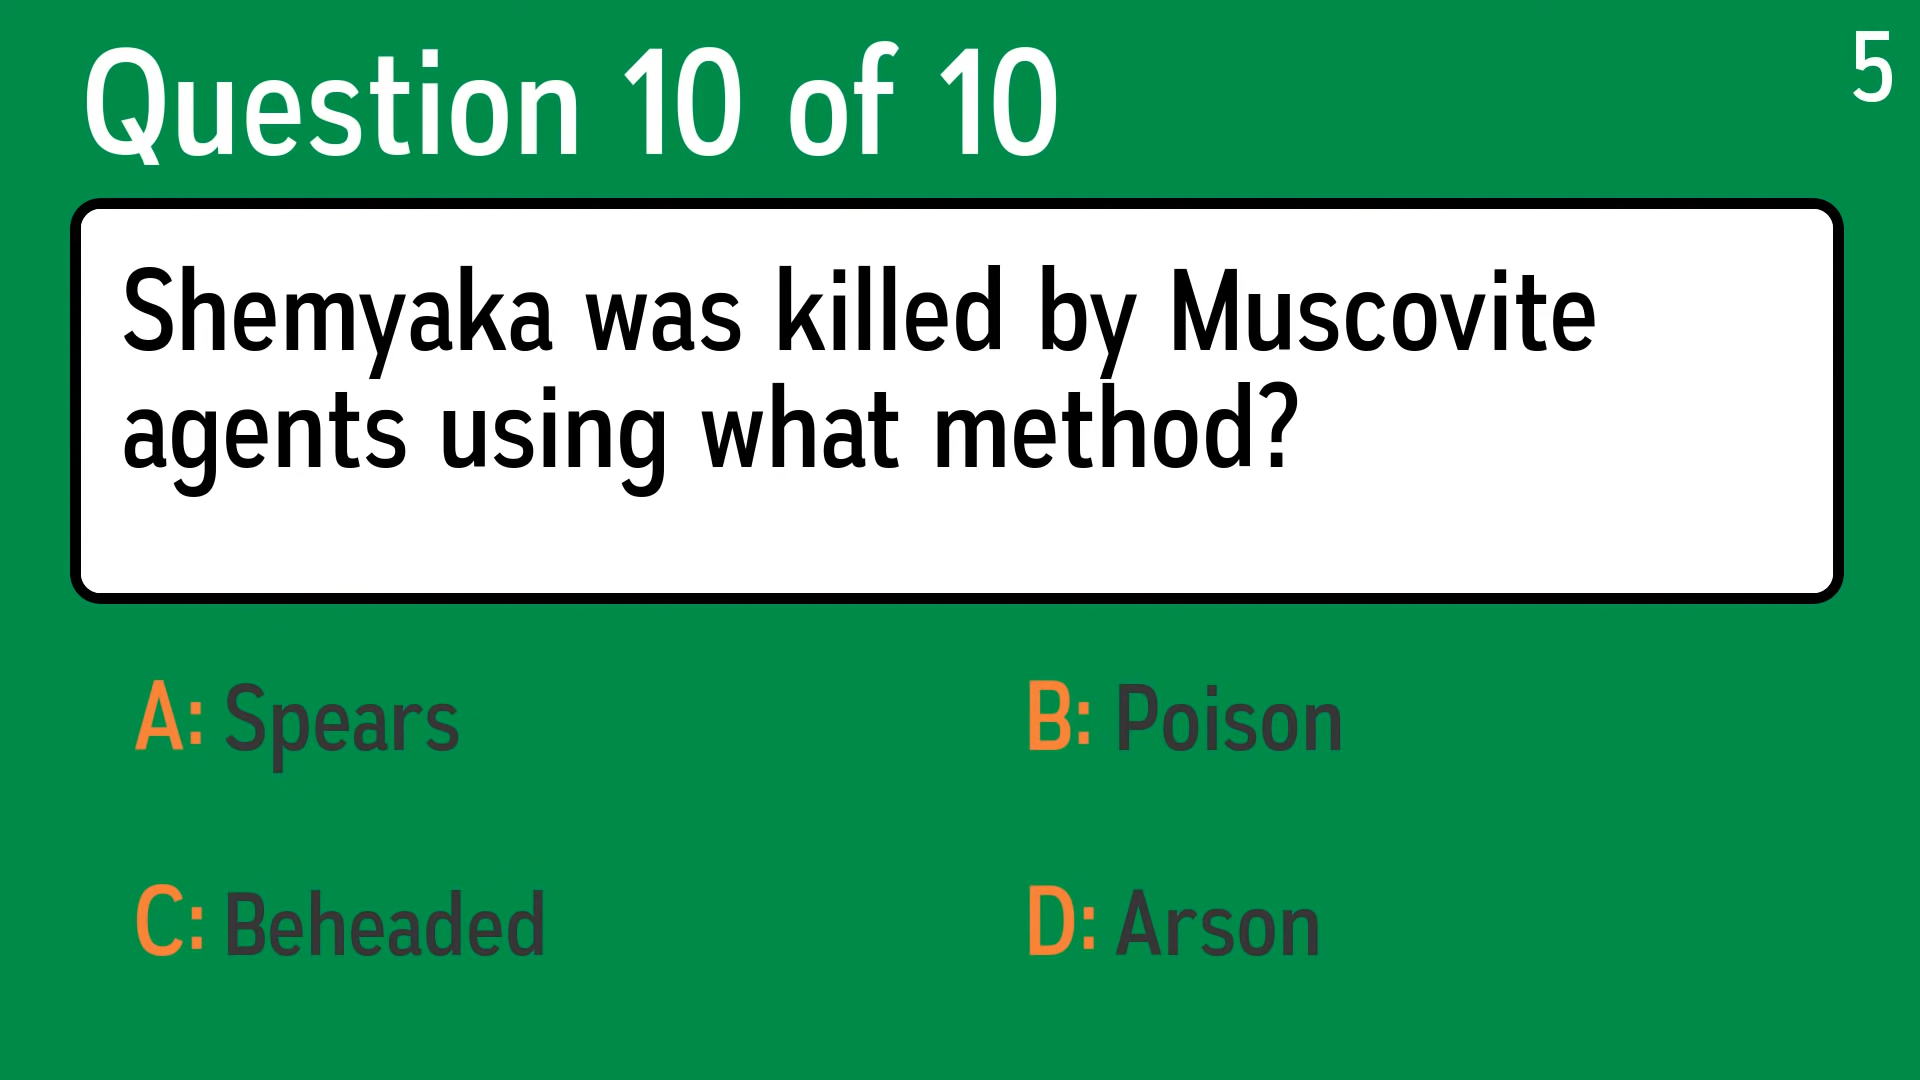 Question 10 of 10
5
Shemyaka was killed by Muscovite
agents using what method?
A: Spears
B: Poison
C: Beheaded
D: Arson